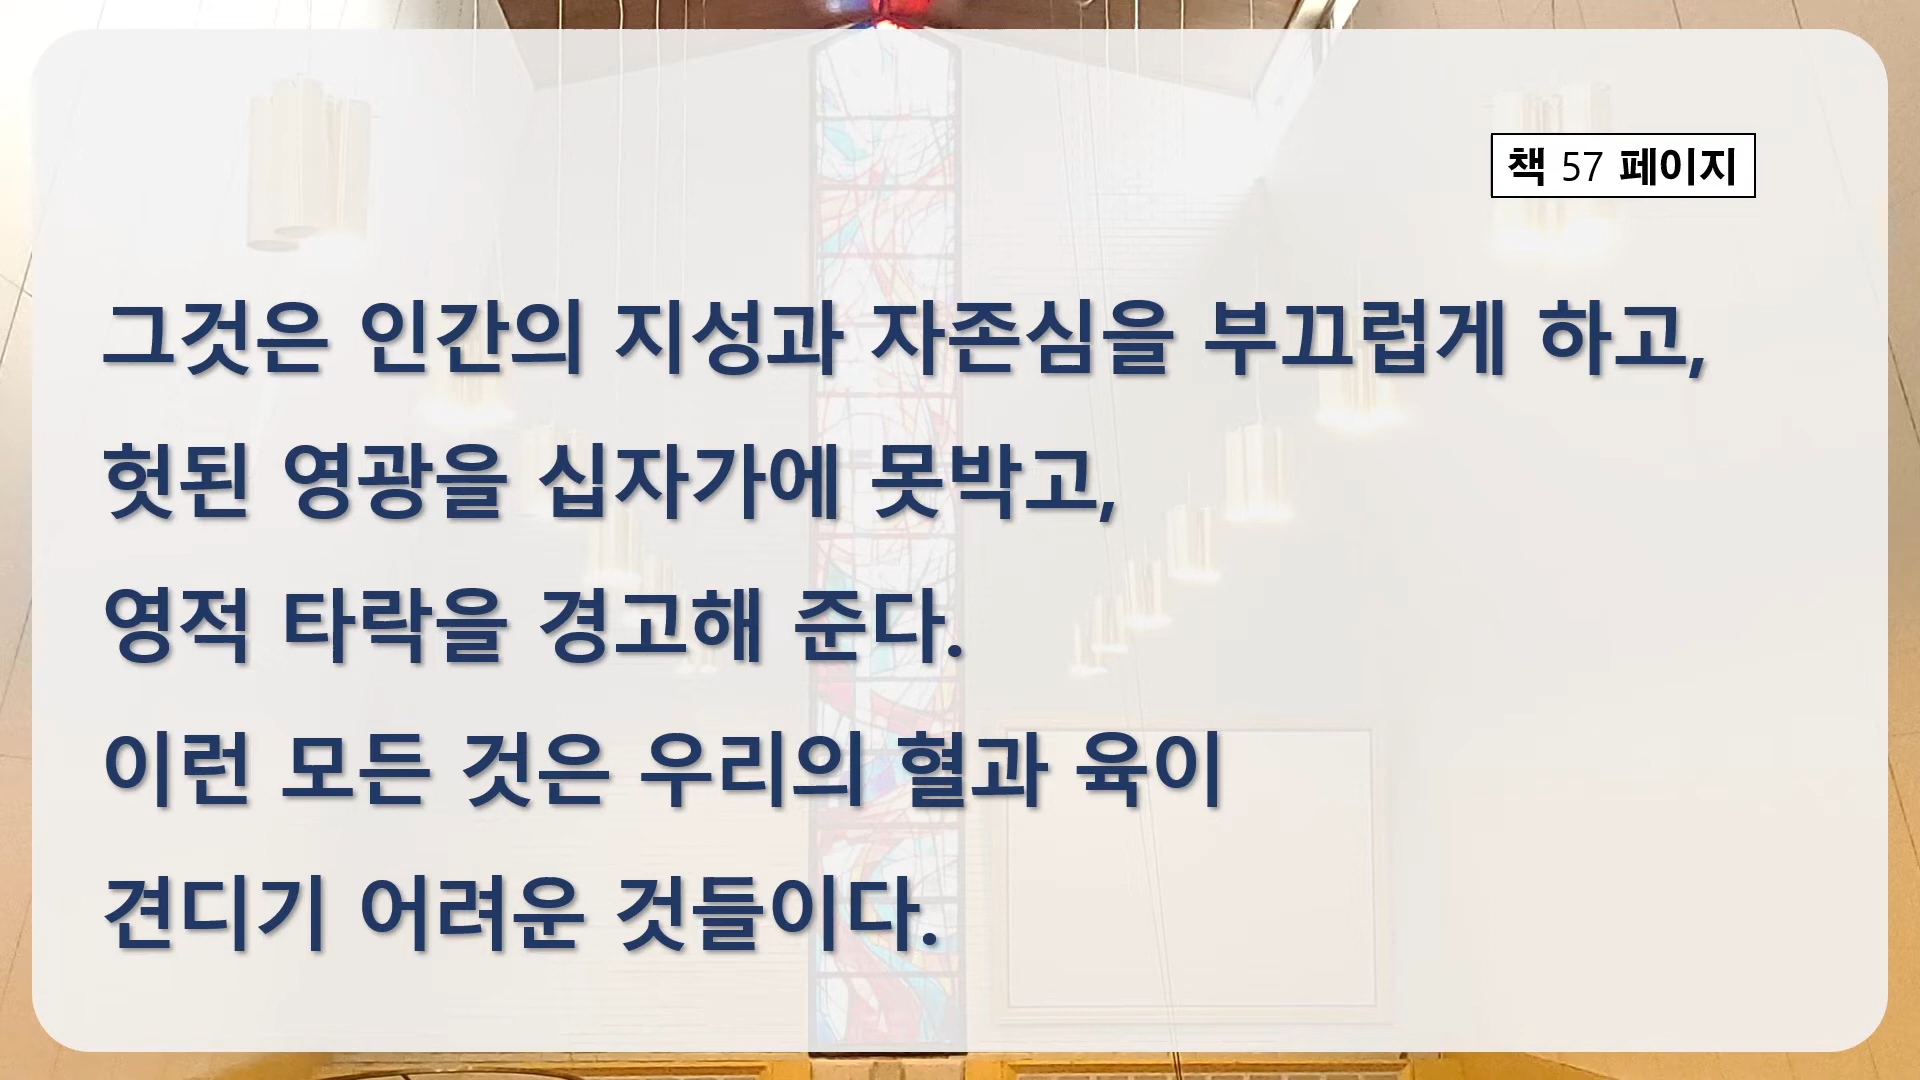 책 57 페이지
그것은 인간의 지성과 자존심을 부끄럽게 하고,
헛된 영광을 십자가에 못박고,
영적 타락을 경고해 준다.
이런 모든 것은 우리의 혈과 육이
견디기 어려운 것들이다.